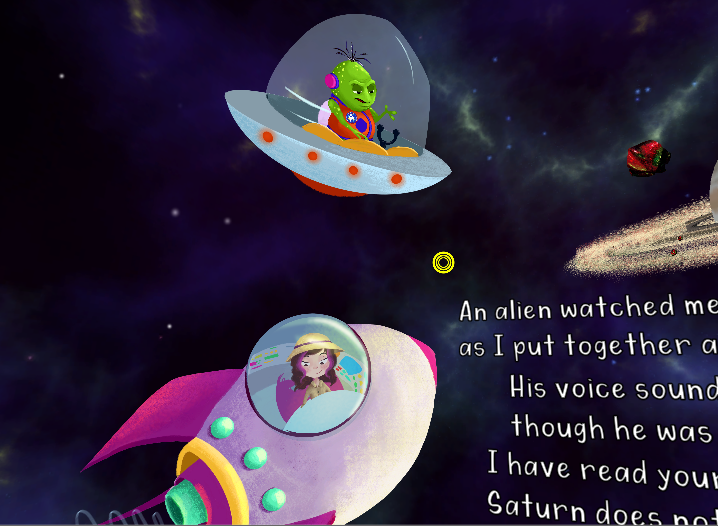 An alien watched me
as I put together a
His voice sound
though he was
I have read your
Saturn does not